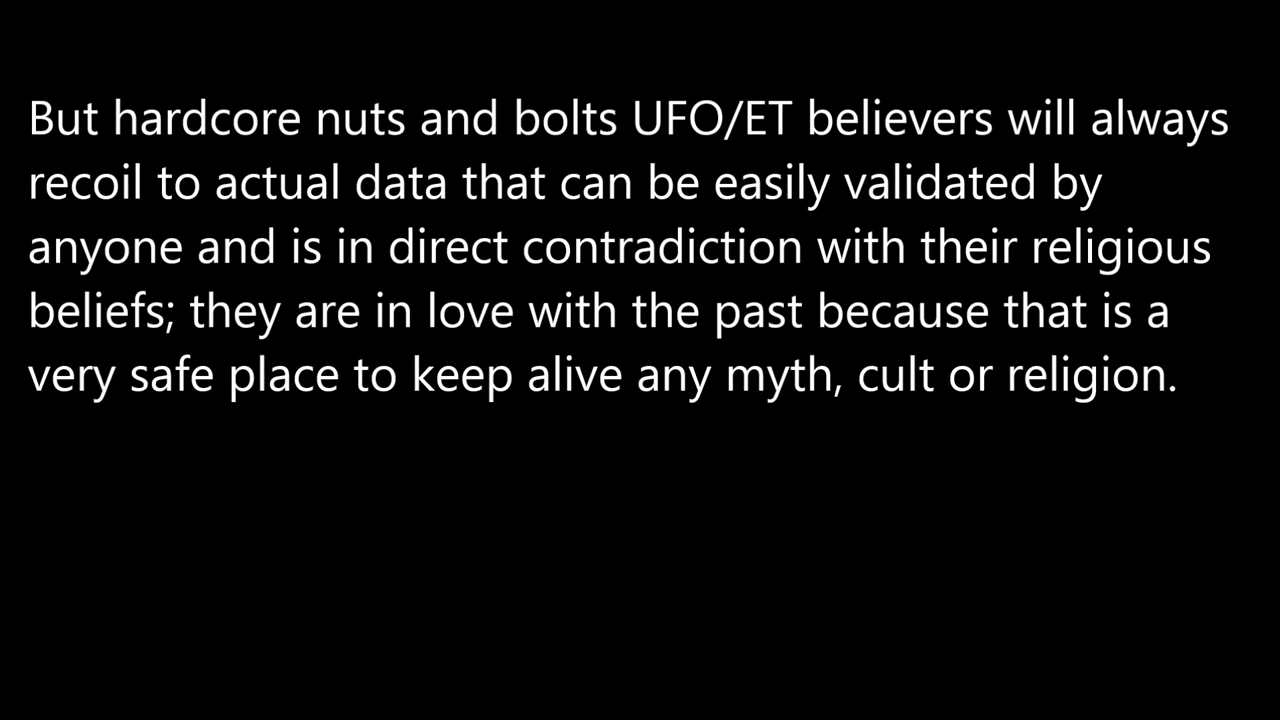 But hardcore nuts and bolts UFO/ET believers will always
recoil to actual data that can be easily validated by
anyone and is in direct contradiction with their religious
beliefs; they are in love with the past because that is a
very safe place to keep alive any myth, cult or religion.